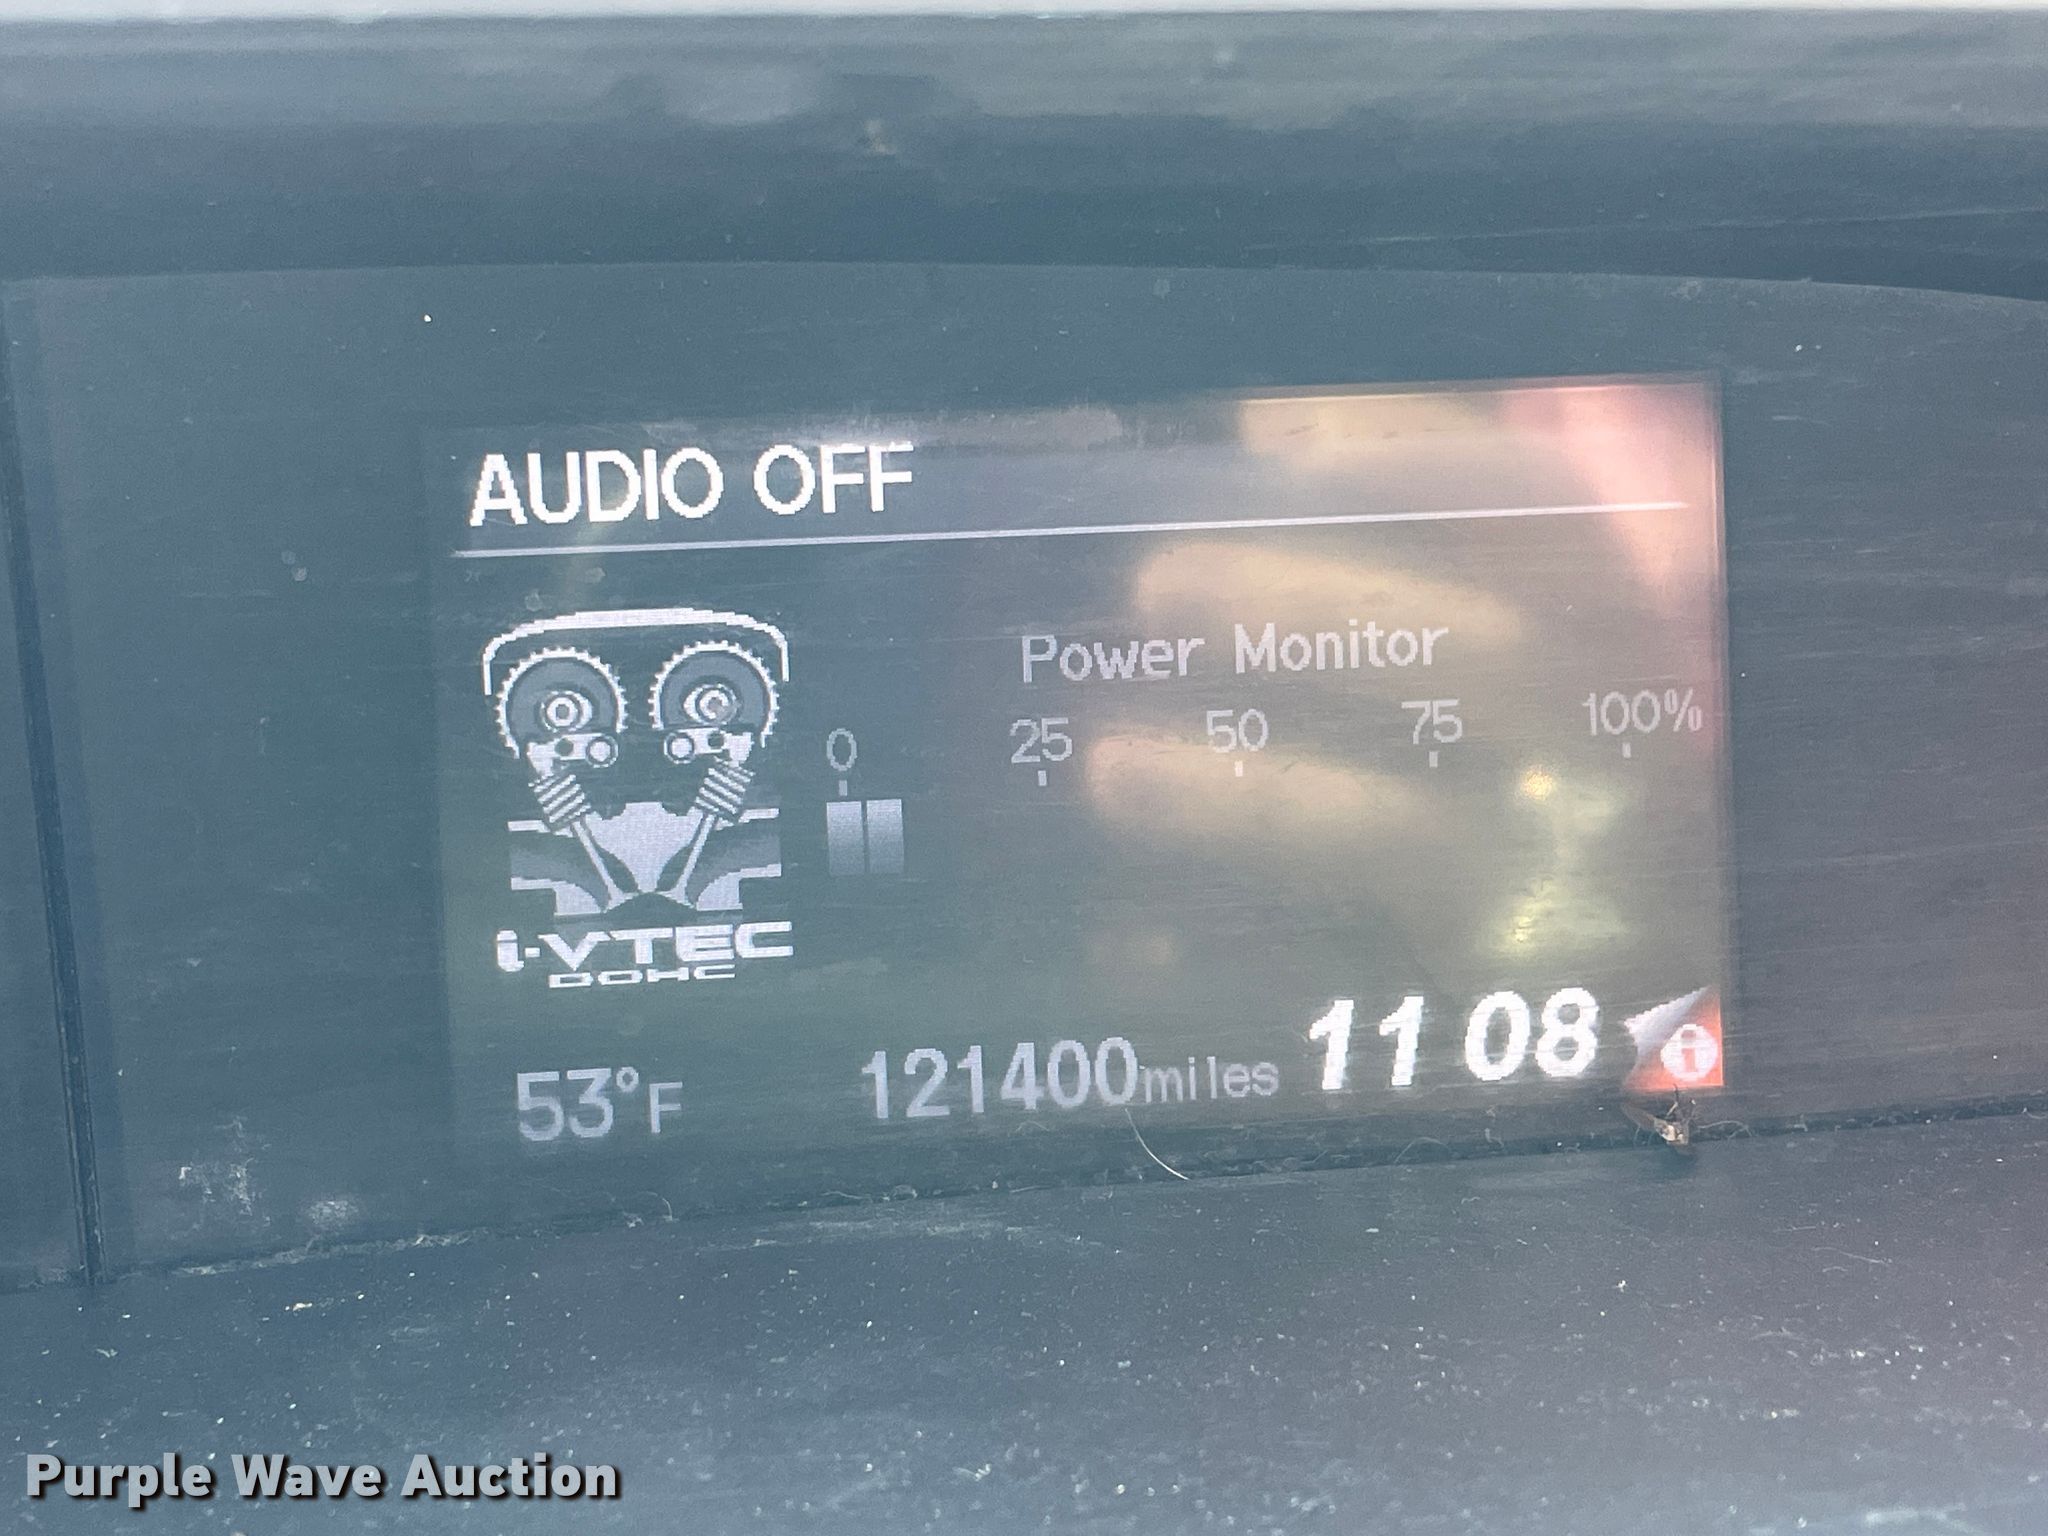 AUDIO OFF
Power Monitor
0 25 50 75 100%
i-VTEC
DOHC
53°F 121400miles 11 08 i
Purple Wave Auction